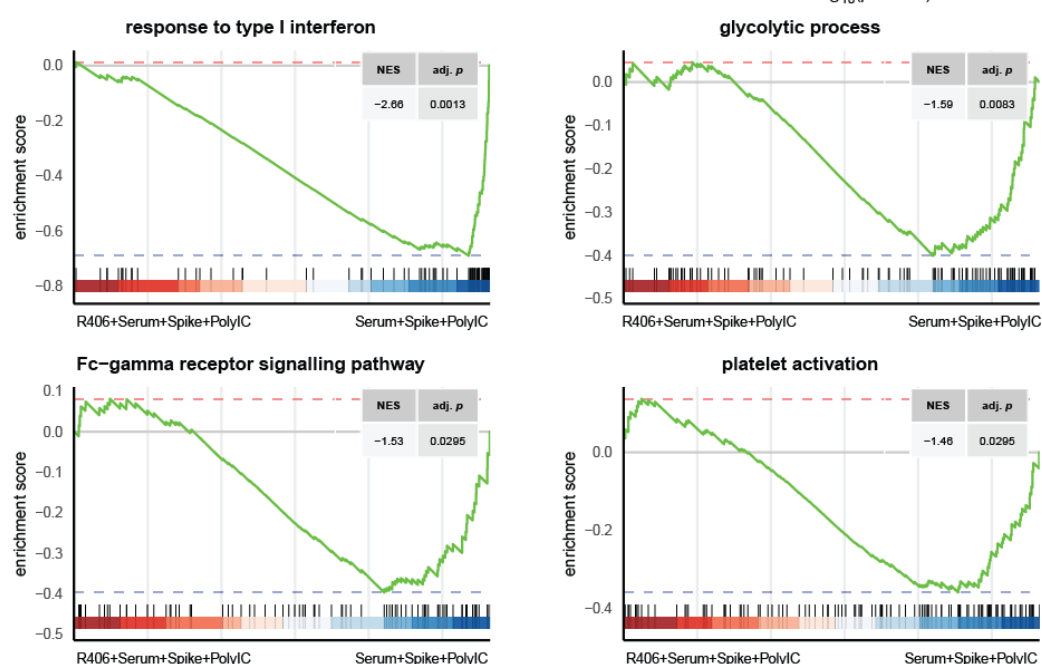 response to type I interferon
glycolytic process
NES adj. p
−2.66 0.0013
NES adj. p
−1.59 0.0083
enrichment score
0.0
−0.2
−0.4
−0.6
−0.8
enrichment score
0.0
−0.1
−0.2
−0.3
−0.4
−0.5
R406+Serum+Spike+PolyIC Serum+Spike+PolyIC
R406+Serum+Spike+PolyIC Serum+Spike+PolyIC
Fc−gamma receptor signalling pathway
platelet activation
NES adj. p
−1.53 0.0295
NES adj. p
−1.46 0.0295
enrichment score
0.1
0.0
−0.1
−0.2
−0.3
−0.4
−0.5
enrichment score
0.0
−0.2
−0.4
R406+Serum+Spike+PolyIC Serum+Spike+PolyIC
R406+Serum+Spike+PolyIC Serum+Spike+PolyIC